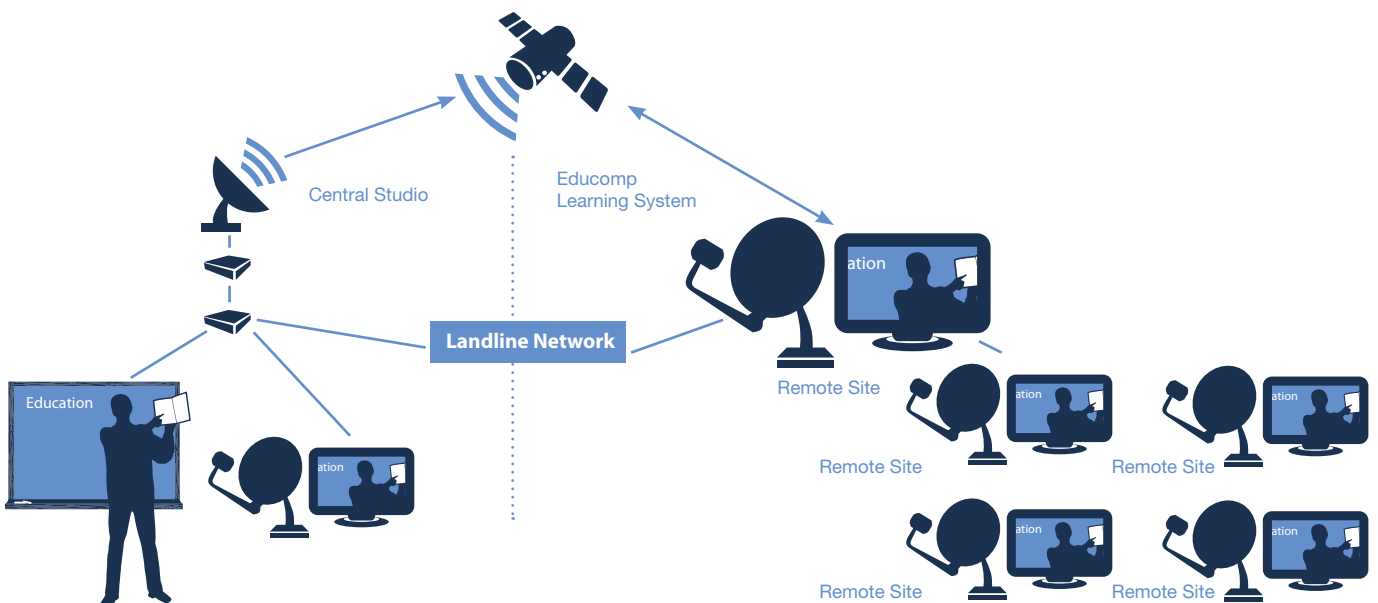 Central Studio
Educomp
Learning System
ation
Landline Network
Remote Site
Education
ation
ation
ation
Remote Site
Remote Site
ation
ation
Remote Site
Remote Site